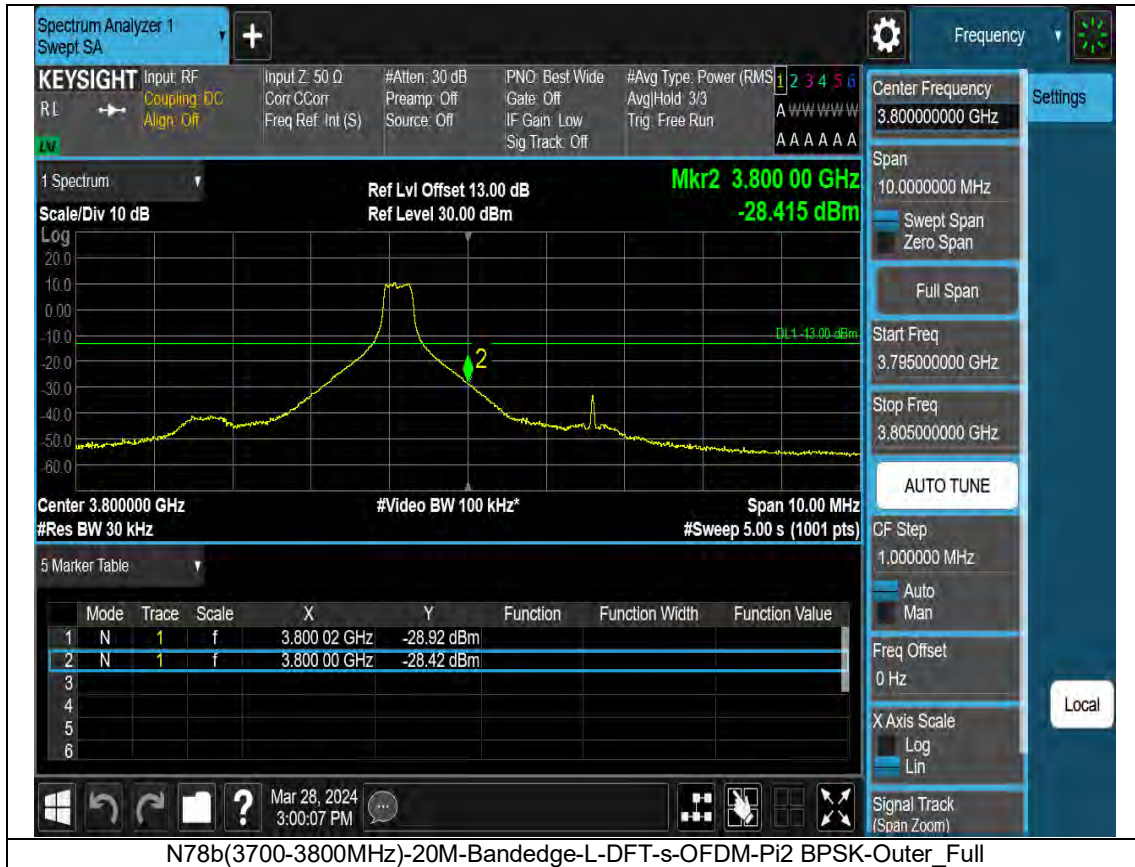 Spectrum Analyzer 1
Swept SA
+
Frequency
KEYSIGHT
RL
Input: RF
Coupling: DC
Align: Off
Input Z: 50 Ω
Corr CCorr
Freq Ref: Int (S)
#Atten: 30 dB
Preamp: Off
Source: Off
PNO: Best Wide
Gate: Off
IF Gain: Low
Sig Track: Off
#Avg Type: Power (RMS
Avg|Hold: 3/3
Trig: Free Run
1 2 3 4 5 6
A W W W W W
A A A A A A
1 Spectrum
Scale/Div 10 dB
Ref Lvl Offset 13.00 dB
Ref Level 30.00 dBm
Mkr2 3.800 00 GHz
-28.415 dBm
Log
20.0
10.0
0.00
-10.0
-20.0
-30.0
-40.0
-50.0
-60.0
DL1 -13.00 dBm
2
Center 3.800000 GHz
#Video BW 100 kHz*
Span 10.00 MHz
#Res BW 30 kHz
#Sweep 5.00 s (1001 pts)
5 Marker Table
Mode Trace Scale X Y Function Function Width Function Value
1 N 1 f 3.800 02 GHz -28.92 dBm
2 N 1 f 3.800 00 GHz -28.42 dBm
3
4
5
6
Mar 28, 2024
3:00:07 PM
?
Center Frequency
3.800000000 GHz
Settings
Span
10.0000000 MHz
Swept Span
Zero Span
Full Span
Start Freq
3.795000000 GHz
Stop Freq
3.805000000 GHz
AUTO TUNE
CF Step
1.000000 MHz
Auto
Man
Freq Offset
0 Hz
X Axis Scale
Log
Lin
Local
Signal Track
(Span Zoom)
N78b(3700-3800MHz)-20M-Bandedge-L-DFT-s-OFDM-Pi2 BPSK-Outer_Full